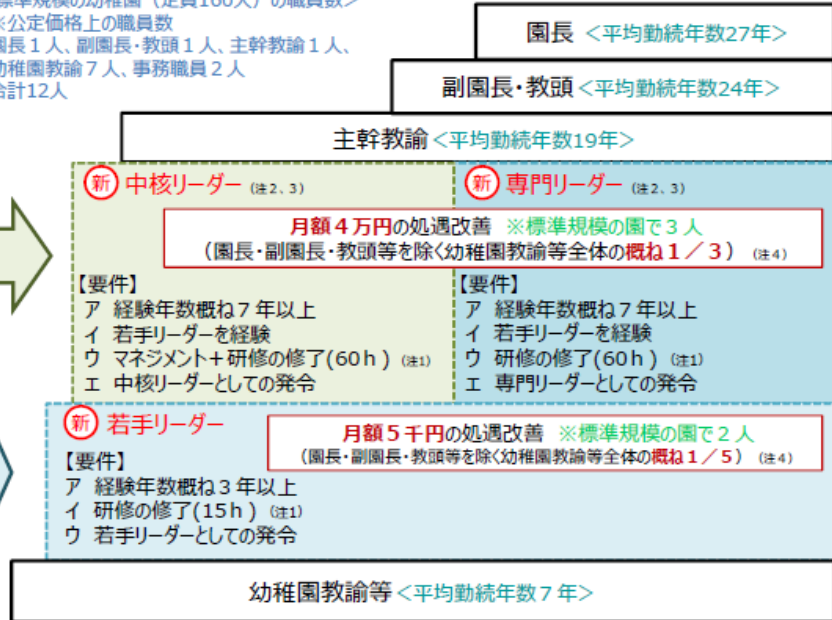 標準規模の幼稚園（定員160人）の職員数＞
※公定価格上の職員数
園長１人、副園長・教頭１人、主幹教諭１人、
幼稚園教諭７人、事務職員２人
合計12人
園長 ＜平均勤続年数27年＞
副園長・教頭＜平均勤続年数24年＞
主幹教諭＜平均勤続年数19年＞
新 中核リーダー（注２、３）
新 専門リーダー（注２、３）
月額４万円の処遇改善 ※標準規模の園で３人
（園長・副園長・教頭等を除く幼稚園教諭等全体の概ね１／３）（注４）
【要件】
ア 経験年数概ね７年以上
イ 若手リーダーを経験
ウ マネジメント＋研修の修了(60ｈ)（注1）
エ 中核リーダーとしての発令
【要件】
ア 経験年数概ね７年以上
イ 若手リーダーを経験
ウ 研修の修了(60ｈ)（注1）
エ 専門リーダーとしての発令
新 若手リーダー
月額５千円の処遇改善 ※標準規模の園で２人
（園長・副園長・教頭等を除く幼稚園教諭等全体の概ね１／５）（注４）
【要件】
ア 経験年数概ね３年以上
イ 研修の修了(15ｈ)（注1）
ウ 若手リーダーとしての発令
幼稚園教諭等＜平均勤続年数７年＞